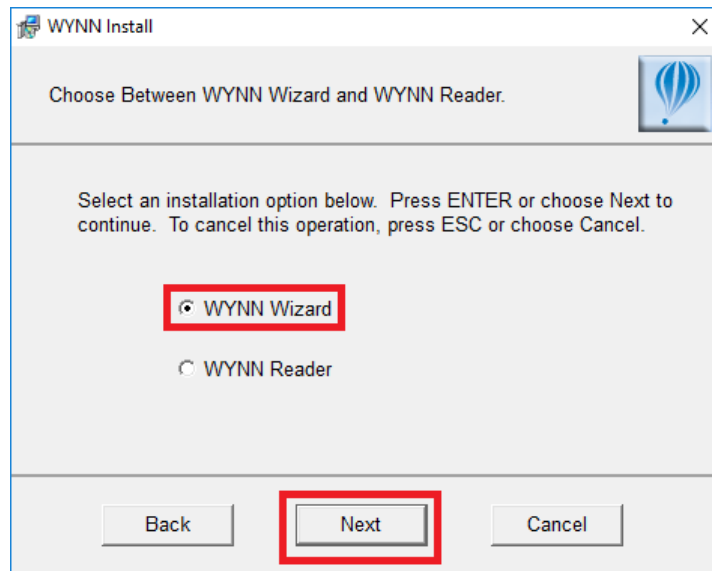 WYNN Install
Choose Between WYNN Wizard and WYNN Reader.
Select an installation option below.  Press ENTER or choose Next to
continue.  To cancel this operation, press ESC or choose Cancel.
WYNN Wizard
WYNN Reader
Back Next Cancel